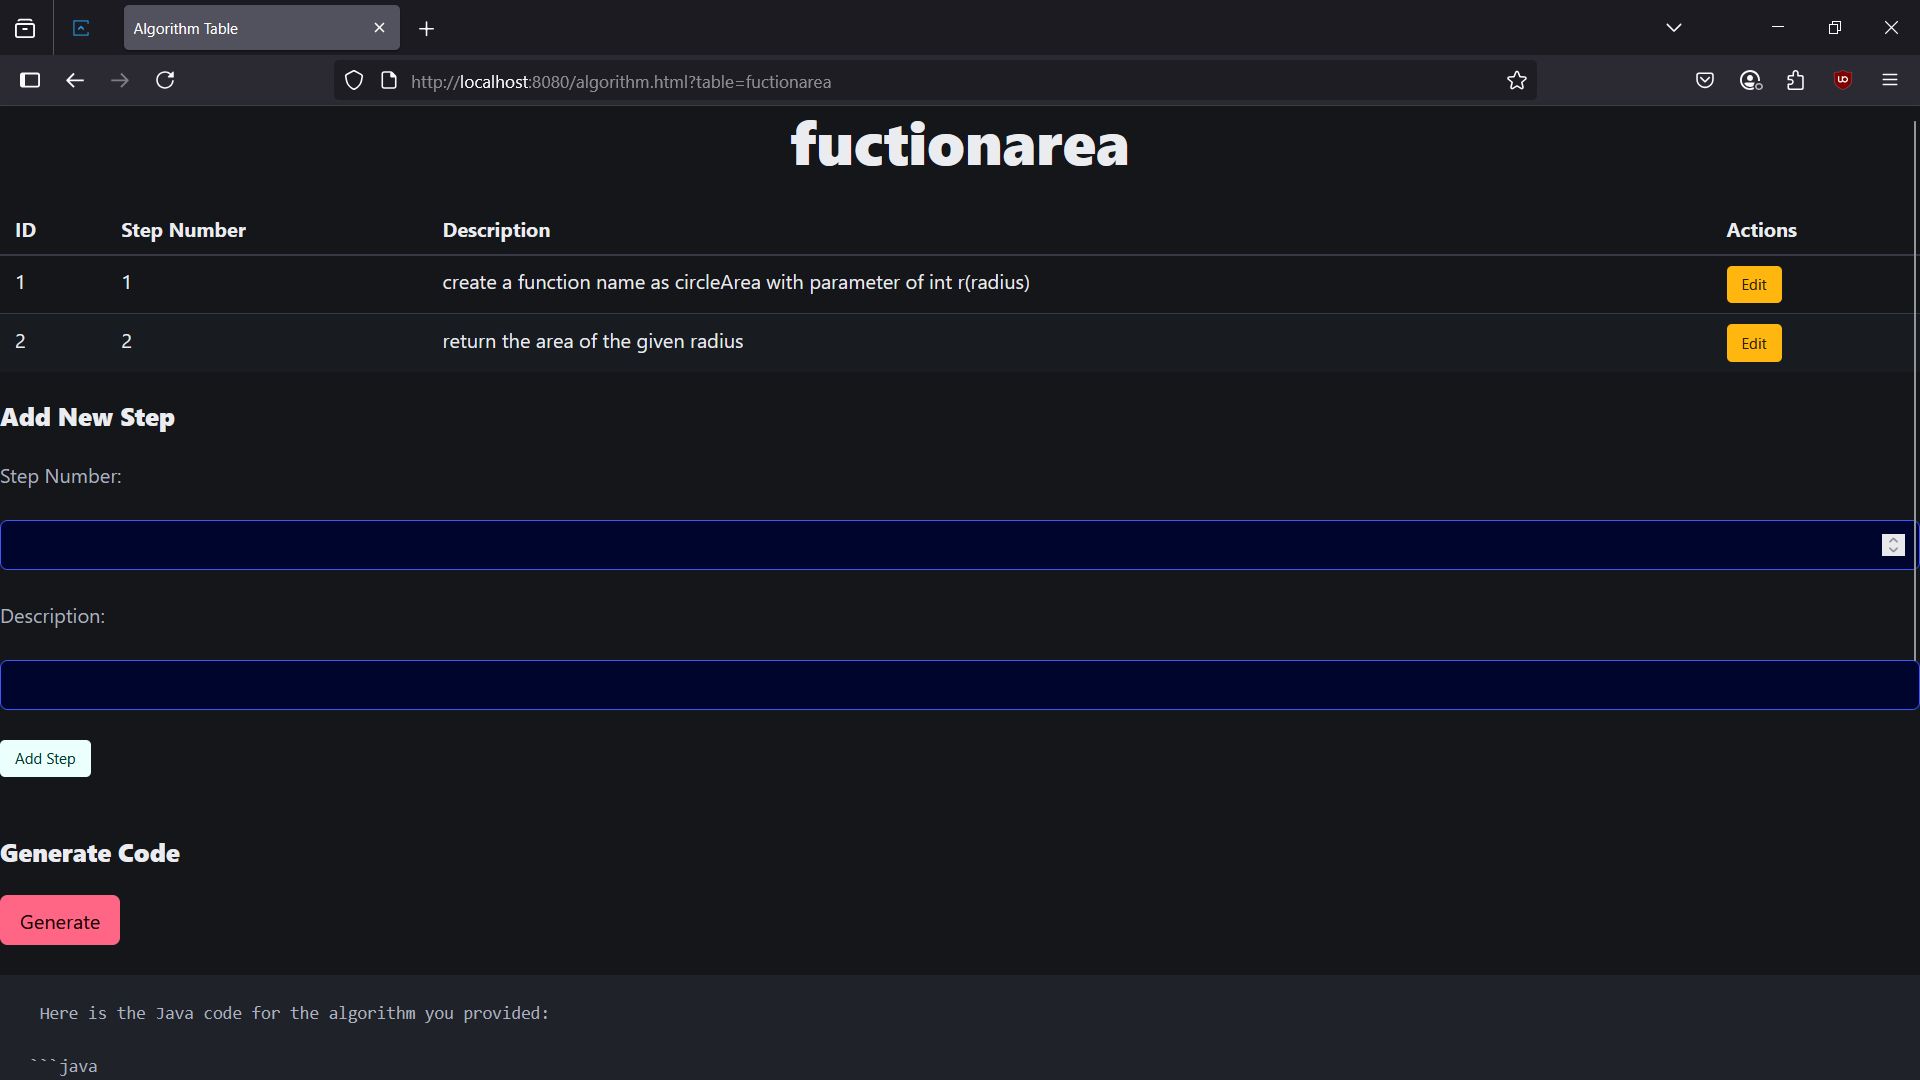 Algorithm Table
http://localhost:8080/algorithm.html?table=fuctionarea
fuctionarea
ID Step Number Description Actions
1 1 create a function name as circleArea with parameter of int r(radius) Edit
2 2 return the area of the given radius Edit
Add New Step
Step Number:
Description:
Add Step
Generate Code
Generate
Here is the Java code for the algorithm you provided:
```java